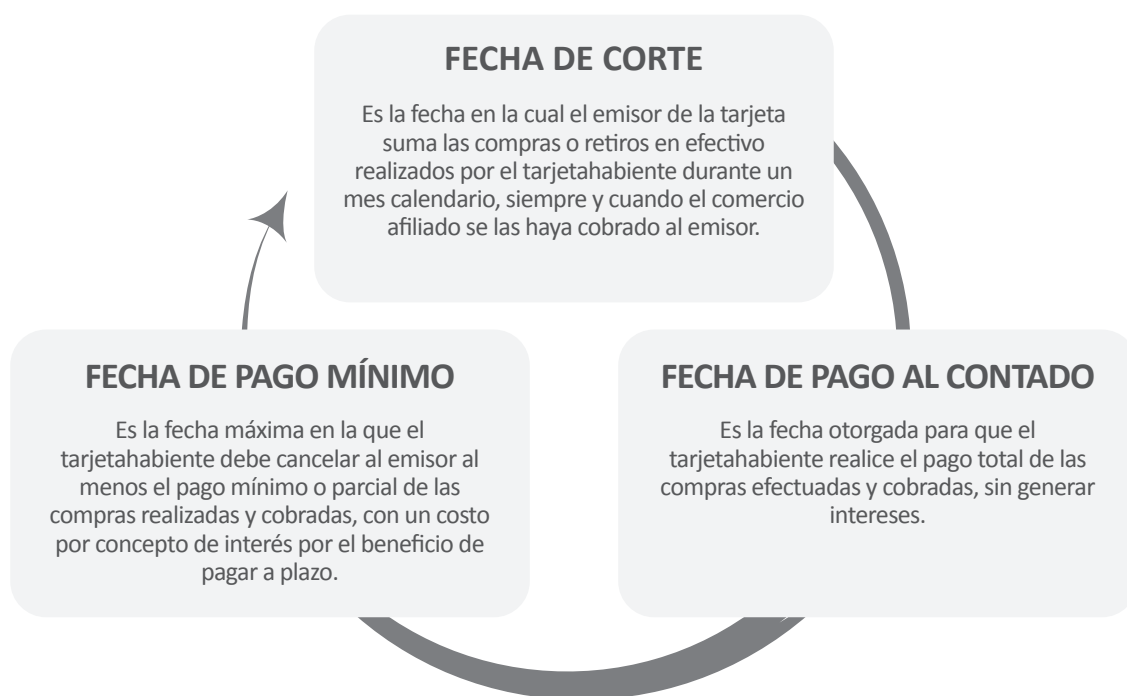 FECHA DE CORTE
Es la fecha en la cual el emisor de la tarjeta
suma las compras o retiros en efectivo
realizados por el tarjetahabiente durante un
mes calendario, siempre y cuando el comercio
afiliado se las haya cobrado al emisor.
FECHA DE PAGO MÍNIMO
Es la fecha máxima en la que el
tarjetahabiente debe cancelar al emisor al
menos el pago mínimo o parcial de las
compras realizadas y cobradas, con un costo
por concepto de interés por el beneficio de
pagar a plazo.
FECHA DE PAGO AL CONTADO
Es la fecha otorgada para que el
tarjetahabiente realice el pago total de las
compras efectuadas y cobradas, sin generar
intereses.